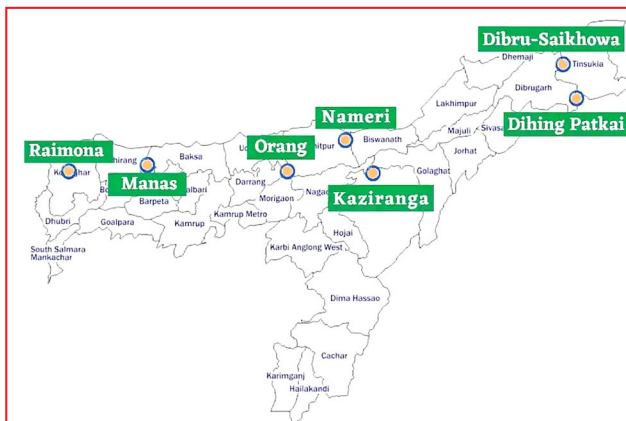 Dibru-Saikhowa
Dhemaji
Tinsukia
Dibrugarh
Lakhimpur
Dihing Patkai
Nameri
Biswanath
Majuli
Jorhat
Golaghat
Raimona
Baksa
Orang
Manas
Darrang
Morigaon
Kaziranga
Barpeta
Dhubri
Goalpara
Kamrup
Kamrup Metro
Hojai
South Salmara
Mankachar
Karbi Anglong West
Dima Hassao
Cachar
Karimganj
Hailakandi